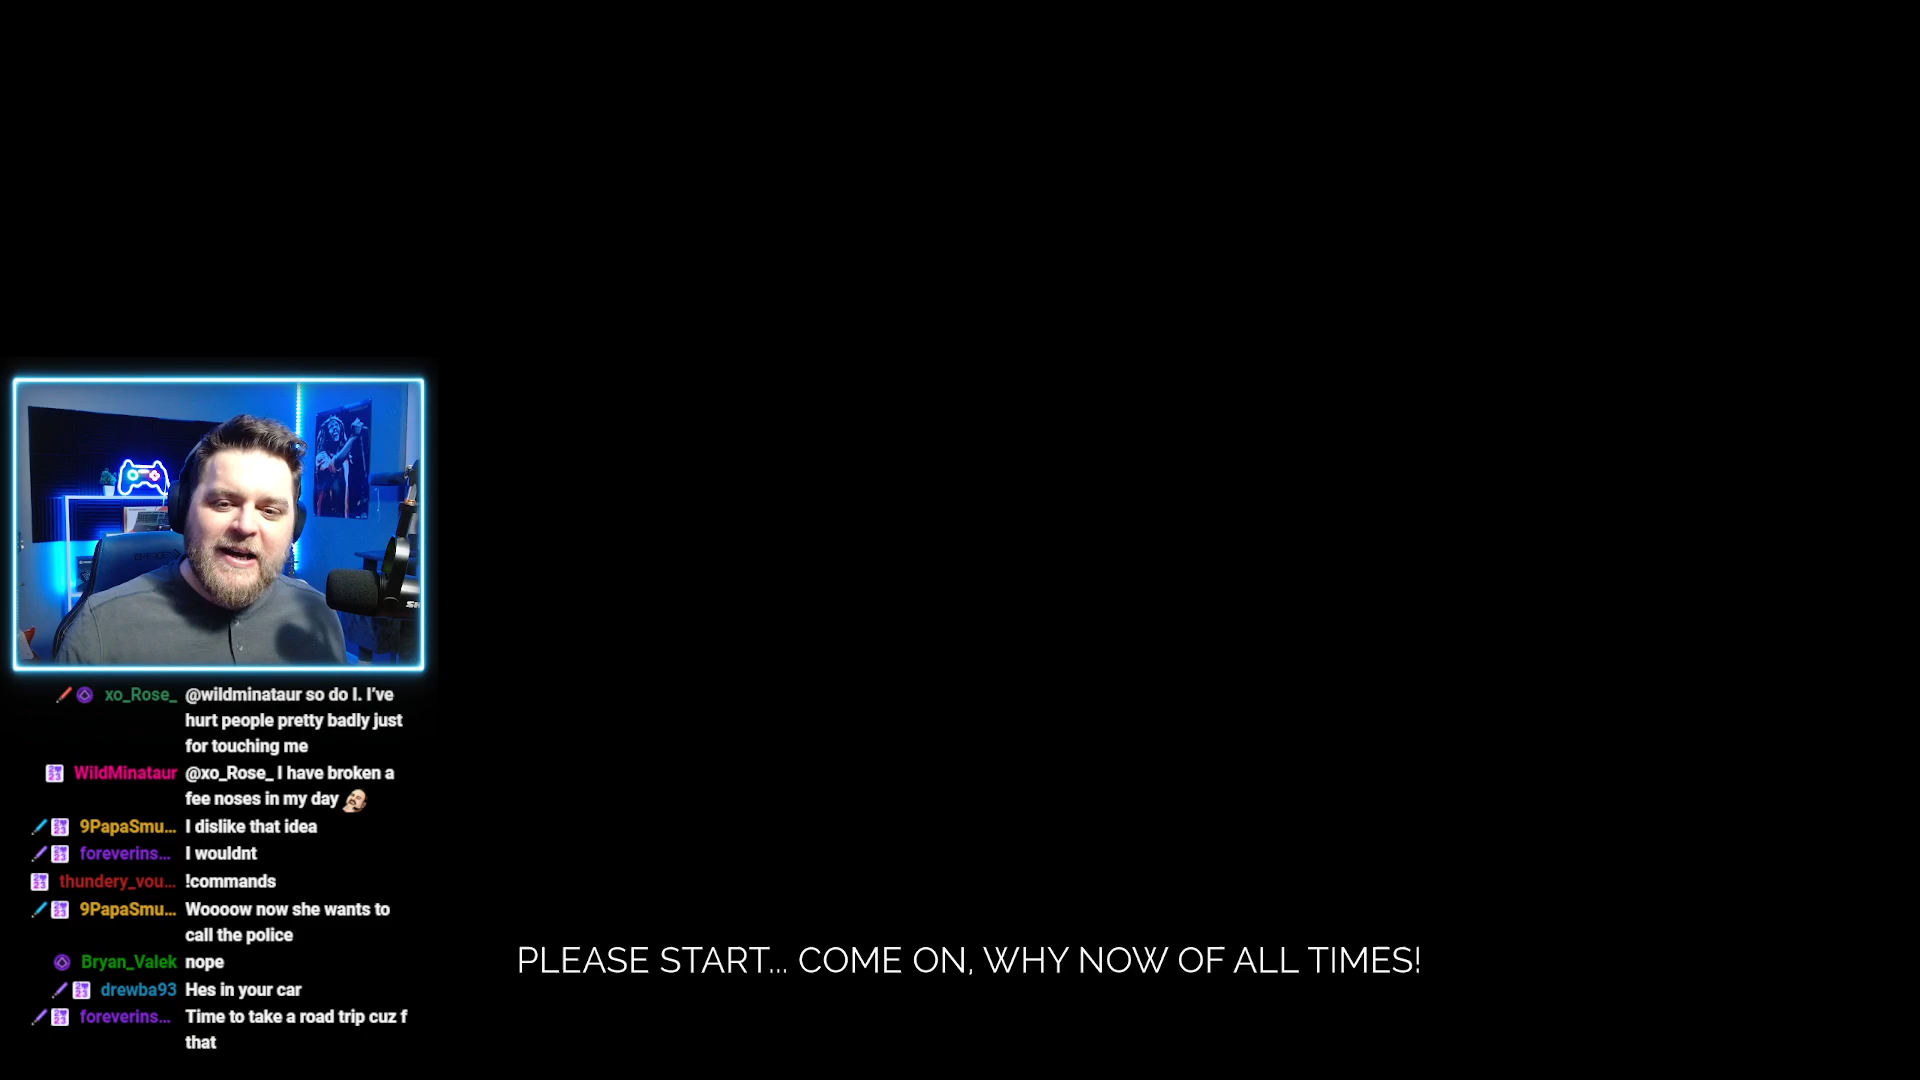 xo_Rose_ @wildminataur so do I. I've
hurt people pretty badly just
for touching me
WildMinataur @xo_Rose_ I have broken a
fee noses in my day
9PapaSmu... I dislike that idea
foreverins... I wouldnt
thundery_vou... !commands
9PapaSmu... Woooow now she wants to
call the police
Bryan_Valek nope
drewba93 Hes in your car
foreverins... Time to take a road trip cuz f
that
PLEASE START... COME ON, WHY NOW OF ALL TIMES!